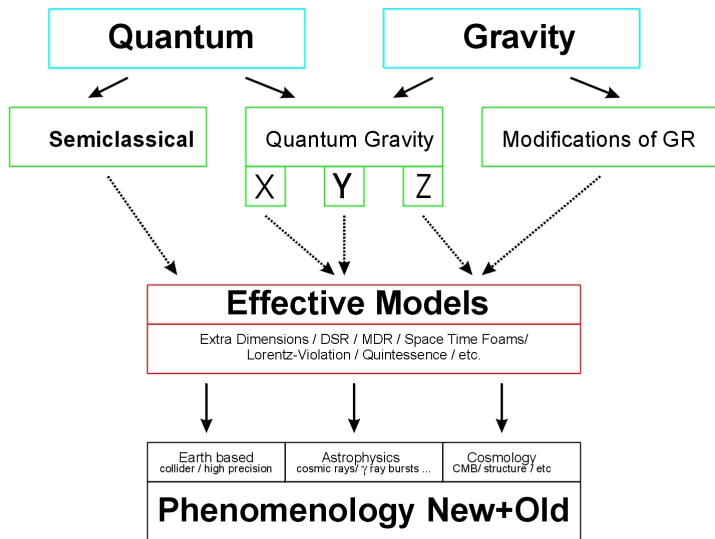 Quantum
Gravity
Semiclassical
Quantum Gravity
Modifications of GR
X
Y
Z
Effective Models
Extra Dimensions / DSR / MDR / Space Time Foams/
Lorentz-Violation / Quintessence / etc.
Earth based
collider / high precision
Astrophysics
cosmic rays/ γ ray bursts ...
Cosmology
CMB/ structure / etc
Phenomenology New+Old